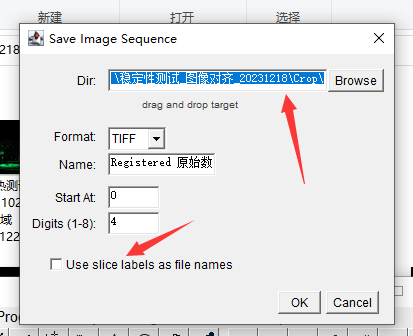 新建
打开
选择
218
Save Image Sequence
Dir: \稳定性测试_图像对齐_20231218\Crop\ Browse
drag and drop target
Format: TIFF
Name: Registered 原始数
Start At: 0
Digits (1-8): 4
Use slice labels as file names
OK Cancel
热测
102
域
122
Proc